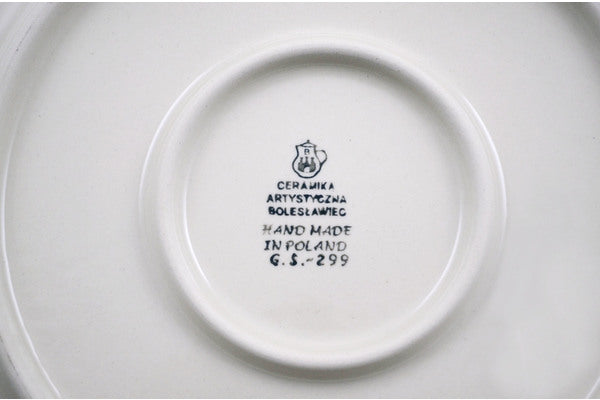 R
CERAMIKA
ARTYSTYCZNA
BOLESŁAWIEC
HAND MADE
IN POLAND
G.S.-299